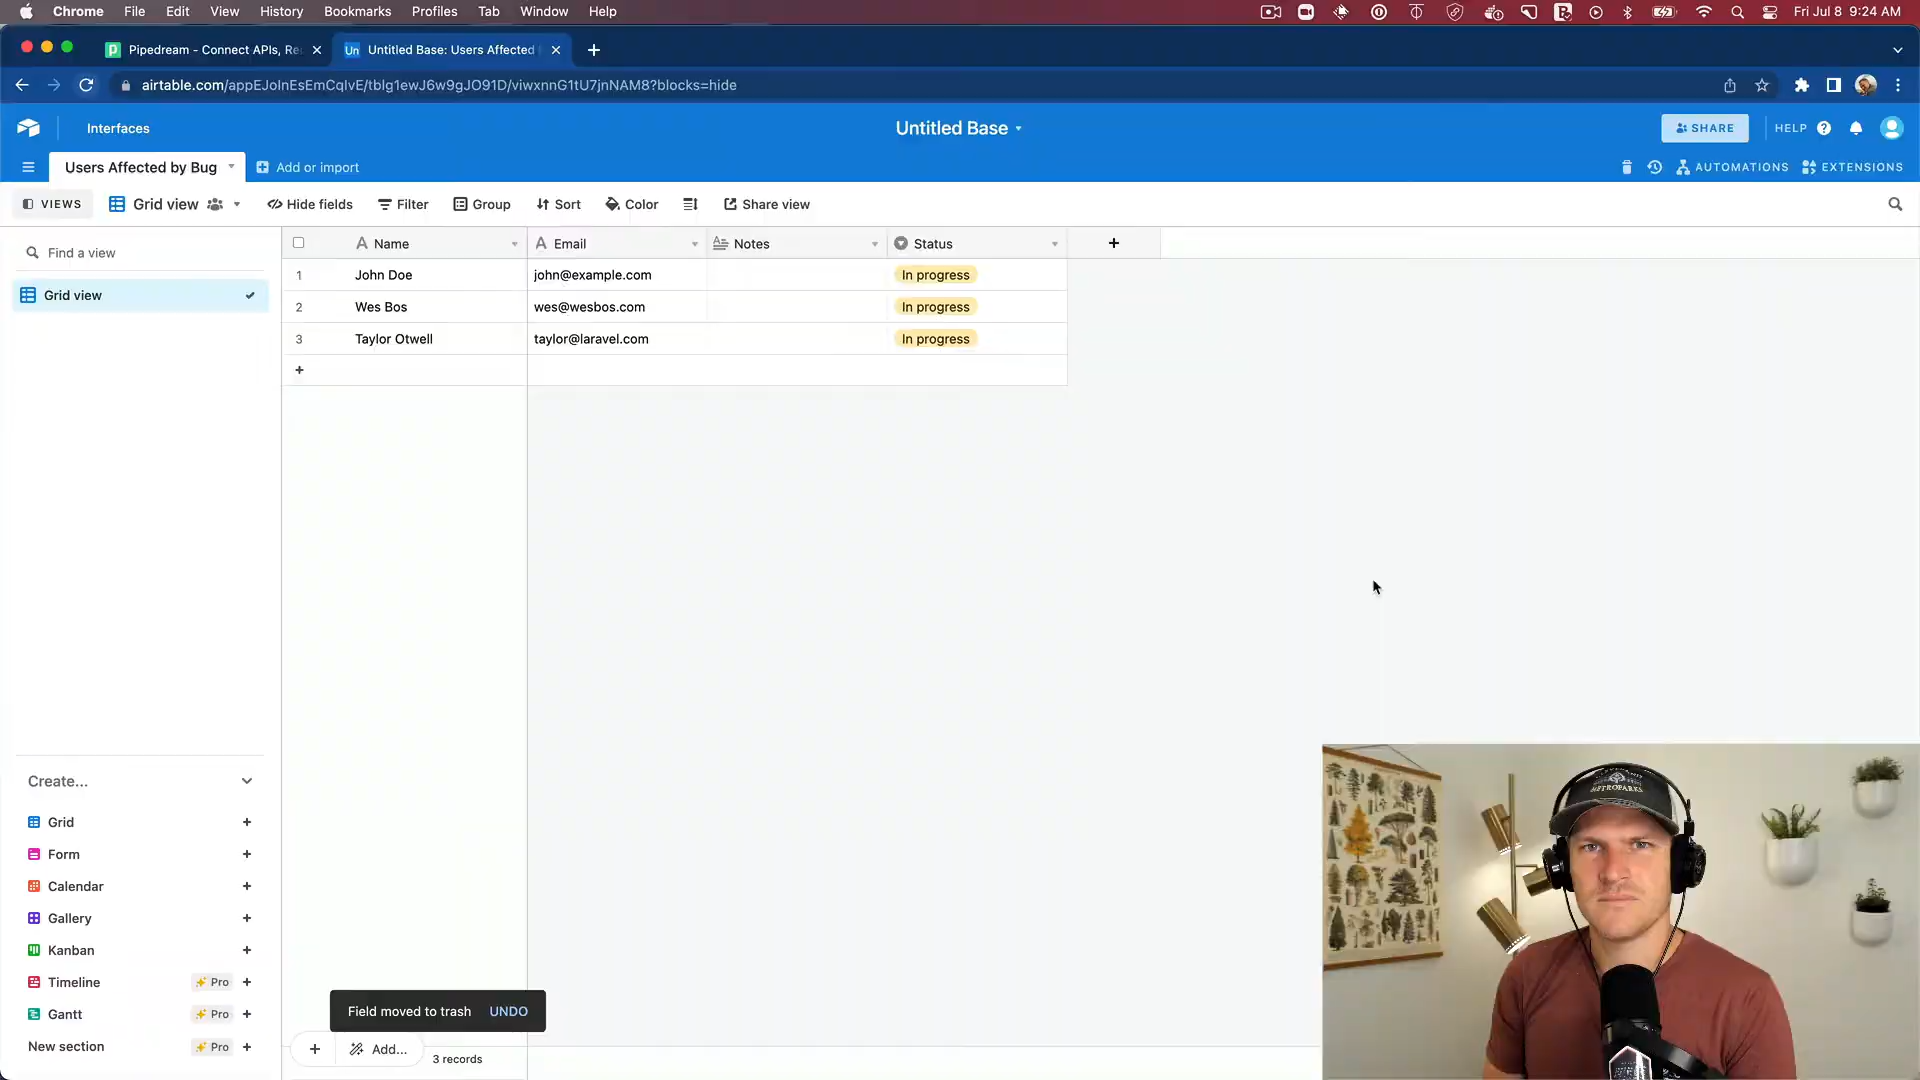 Chrome File Edit View History Bookmarks Profiles Tab Window Help Fri Jul 8 9:24 AM
Pipedream - Connect APIs, Re
Un Untitled Base: Users Affected
airtable.com/appEJolnEsEmCqlvE/tblg1ewJ6w9gJO91D/viwxnnG1tU7jnNAM8?blocks=hide
Interfaces
Untitled Base
SHARE
HELP
Users Affected by Bug
Add or import
AUTOMATIONS
EXTENSIONS
VIEWS
Grid view
Hide fields
Filter
Group
Sort
Color
Share view
Find a view
Grid view
Name Email Notes Status
1 John Doe john@example.com In progress
2 Wes Bos wes@wesbos.com In progress
3 Taylor Otwell taylor@laravel.com In progress
Create...
Grid
Form
Calendar
Gallery
Kanban
Timeline Pro
Gantt Pro
New section Pro
Field moved to trash UNDO
Add...
3 records
METROPARKS